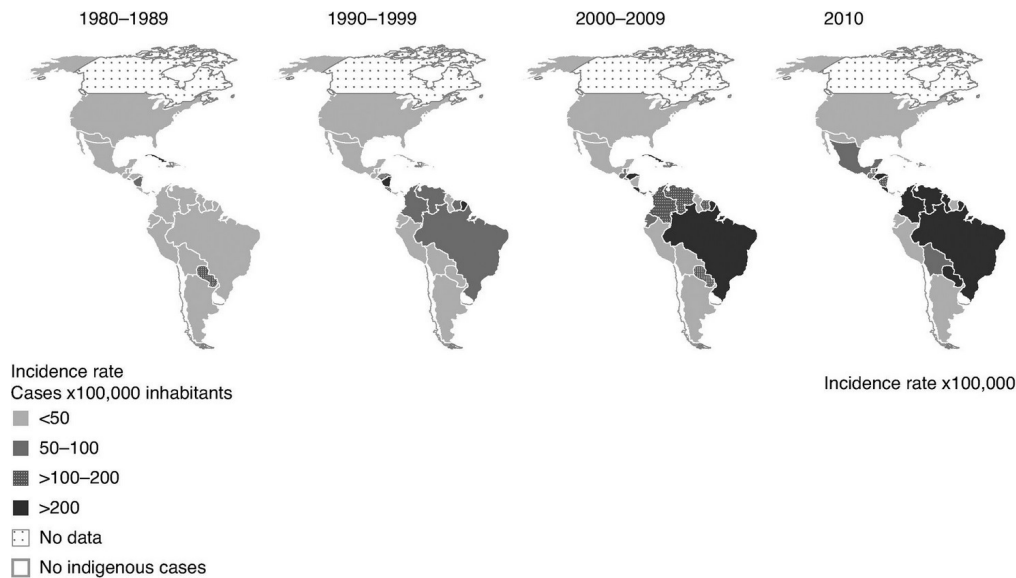 1980–1989
1990–1999
2000–2009
2010
Incidence rate
Cases x100,000 inhabitants
<50
50–100
>100–200
>200
No data
No indigenous cases
Incidence rate x100,000